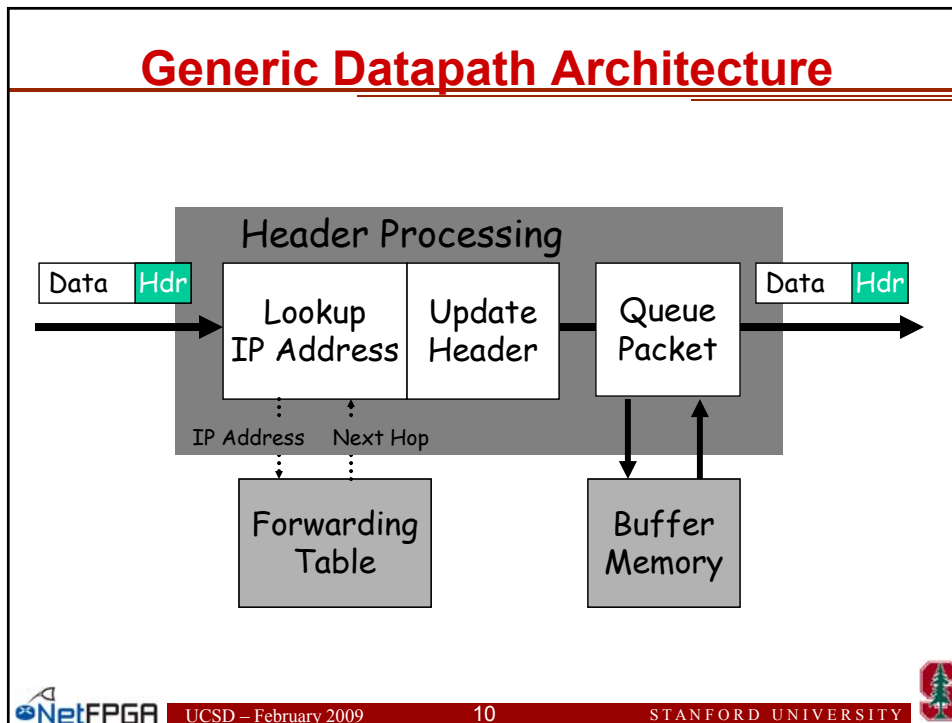 Generic Datapath Architecture
Header Processing
Data Hdr
Lookup
IP Address
Update
Header
Queue
Packet
Data Hdr
IP Address Next Hop
Forwarding
Table
Buffer
Memory
NetFPGA UCSD – February 2009 10 STANFORD UNIVERSITY